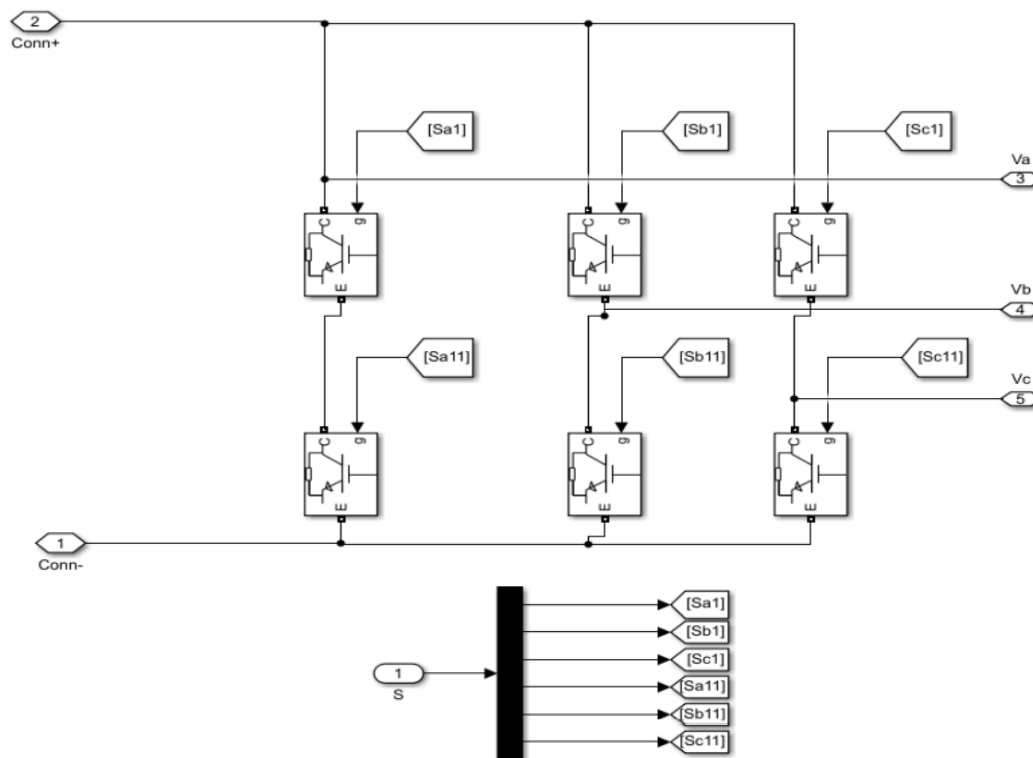 2
Conn+
[Sa1]
[Sb1]
[Sc1]
Va
3
C
g
C
g
C
g
E
E
E
Vb
4
[Sa11]
[Sb11]
[Sc11]
Vc
5
C
g
C
g
C
g
E
E
E
1
Conn-
[Sa1]
[Sb1]
[Sc1]
1
S
[Sa11]
[Sb11]
[Sc11]